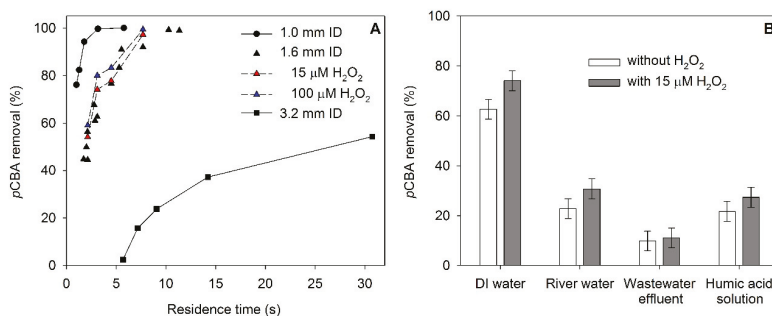 A
pCBA removal (%)
100
80
60
40
20
0
0 5 10 15 20 25 30
Residence time (s)
1.0 mm ID
1.6 mm ID
15 µM H₂O₂
100 µM H₂O₂
3.2 mm ID
B
pCBA removal (%)
100
80
60
40
20
0
without H₂O₂
with 15 µM H₂O₂
DI water
River water
Wastewater
effluent
Humic acid
solution